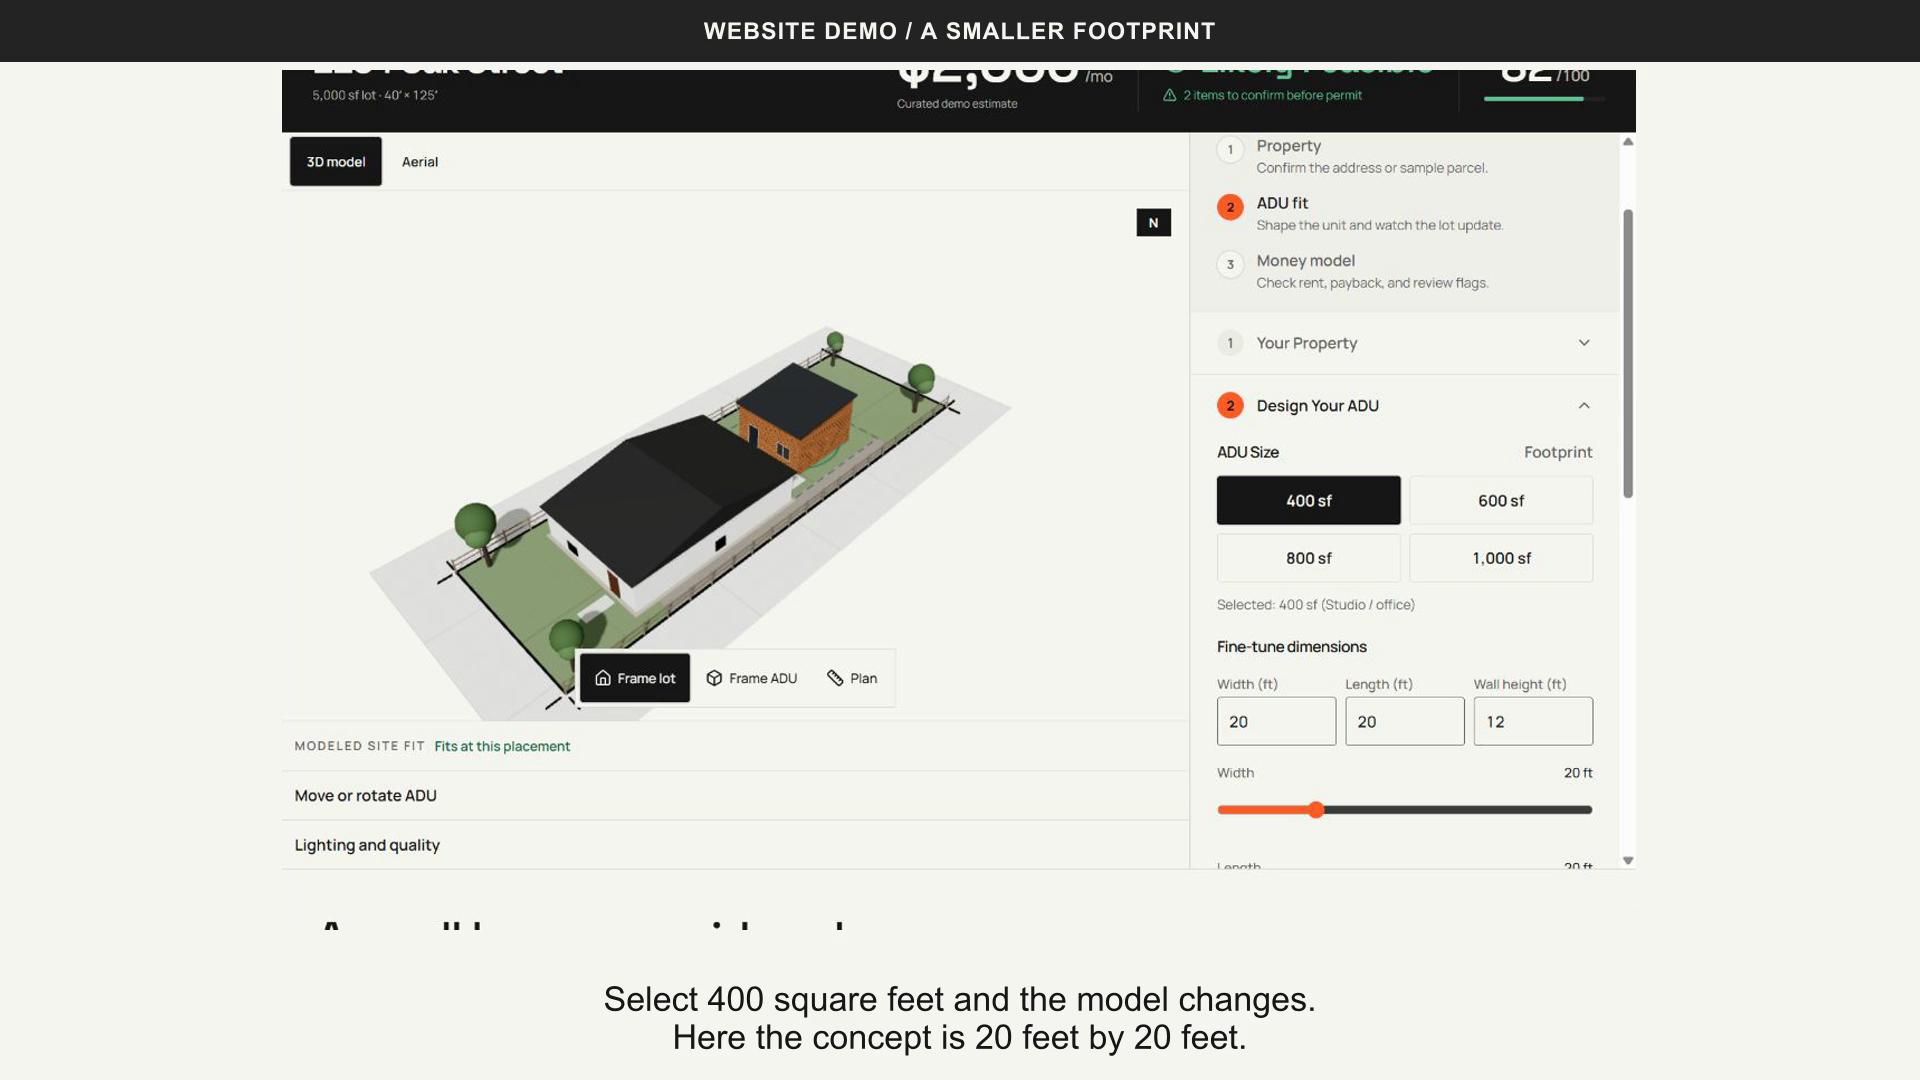 WEBSITE DEMO / A SMALLER FOOTPRINT
/mo
/100
5,000 sf lot · 40' × 125'
Curated demo estimate
2 items to confirm before permit
3D model
Aerial
N
1
Property
Confirm the address or sample parcel.
2
ADU fit
Shape the unit and watch the lot update.
3
Money model
Check rent, payback, and review flags.
1
Your Property
2
Design Your ADU
ADU Size
Footprint
400 sf
600 sf
800 sf
1,000 sf
Selected: 400 sf (Studio / office)
Fine-tune dimensions
Width (ft)
Length (ft)
Wall height (ft)
20
20
12
Width
20 ft
Length
20 ft
Frame lot
Frame ADU
Plan
MODELED SITE FIT Fits at this placement
Move or rotate ADU
Lighting and quality
Select 400 square feet and the model changes.
Here the concept is 20 feet by 20 feet.